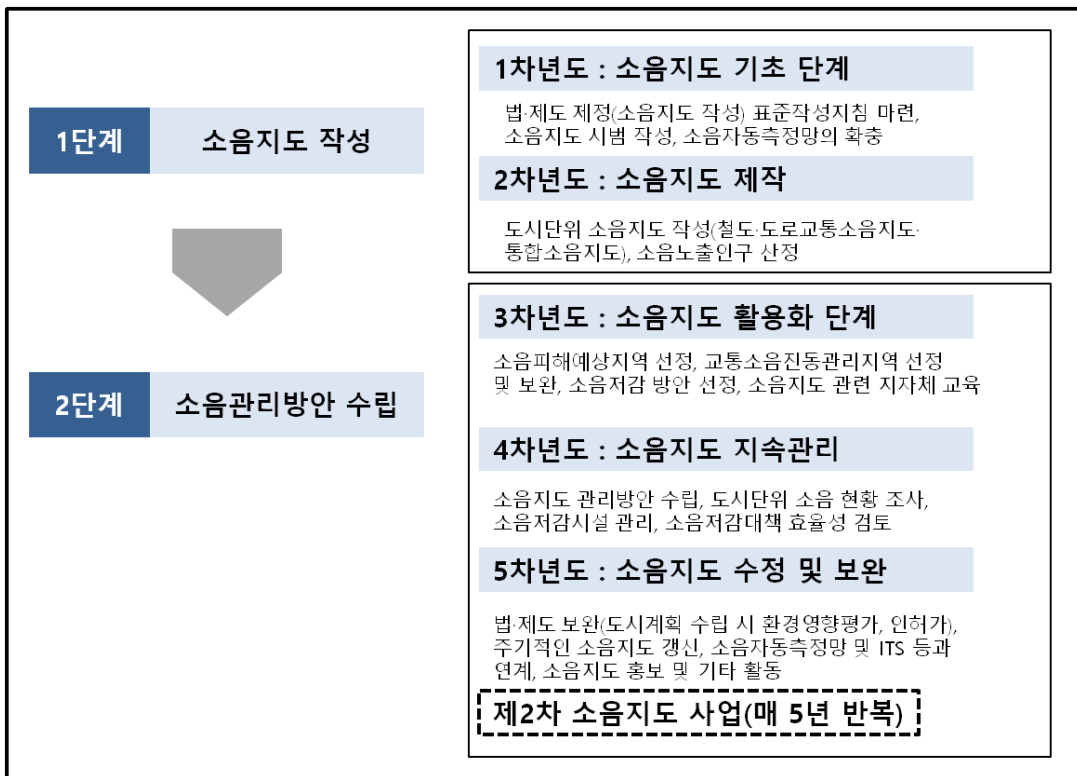 1단계
소음지도 작성
1차년도 : 소음지도 기초 단계
법·제도 제정(소음지도 작성) 표준작성지침 마련,
소음지도 시범 작성, 소음자동측정망의 확충
2차년도 : 소음지도 제작
도시단위 소음지도 작성(철도·도로교통소음지도·
통합소음지도), 소음노출인구 산정
2단계
소음관리방안 수립
3차년도 : 소음지도 활용화 단계
소음피해예상지역 선정, 교통소음진동관리지역 선정
및 보완, 소음저감 방안 선정, 소음지도 관련 지자체 교육
4차년도 : 소음지도 지속관리
소음지도 관리방안 수립, 도시단위 소음 현황 조사,
소음저감시설 관리, 소음저감대책 효율성 검토
5차년도 : 소음지도 수정 및 보완
법·제도 보완(도시계획 수립 시 환경영향평가, 인허가),
주기적인 소음지도 갱신, 소음자동측정망 및 ITS 등과
연계, 소음지도 홍보 및 기타 활동
제2차 소음지도 사업(매 5년 반복)